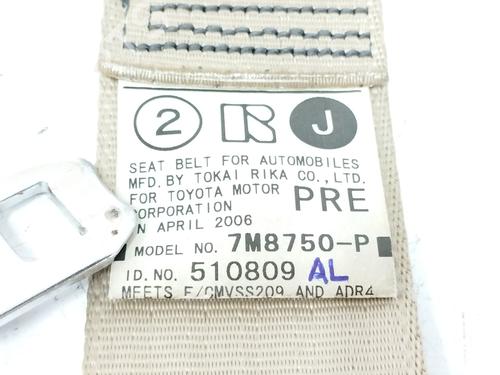 2 R J
SEAT BELT FOR AUTOMOBILES
MFD. BY TOKAI RIKA CO., LTD.
FOR TOYOTA MOTOR
CORPORATION PRE
IN APRIL 2006
MODEL NO. 7M8750-P
ID. NO. 510809 AL
MEETS F/CMVSS209 AND ADR4